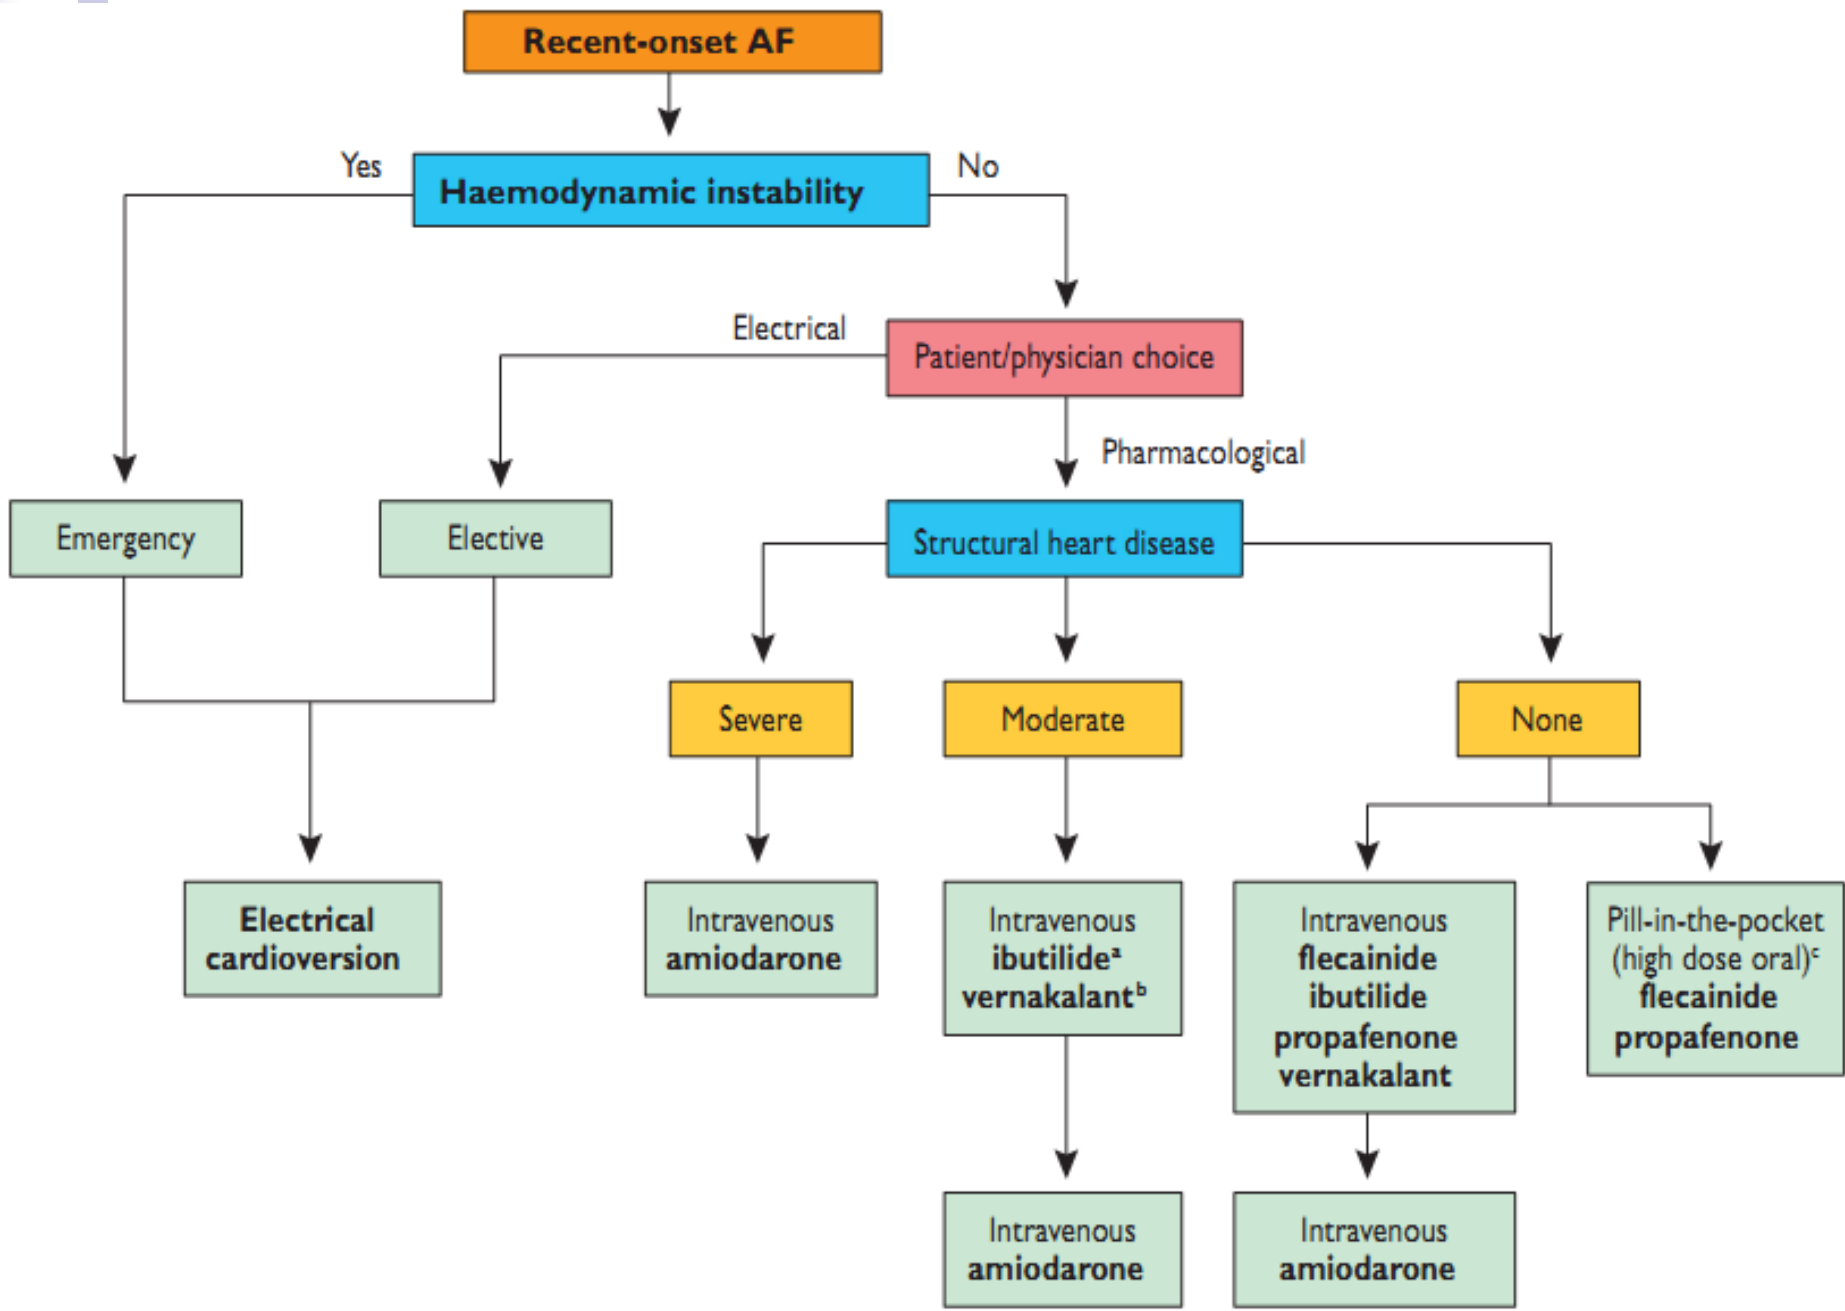 Recent-onset AF
Yes
Haemodynamic instability
No
Electrical
Patient/physician choice
Pharmacological
Emergency
Elective
Structural heart disease
Severe
Moderate
None
Electrical
cardioversion
Intravenous
amiodarone
Intravenous
ibutilideᵃ
vernakalantᵇ
Intravenous
flecainide
ibutilide
propafenone
vernakalant
Pill-in-the-pocket
(high dose oral)ᶜ
flecainide
propafenone
Intravenous
amiodarone
Intravenous
amiodarone